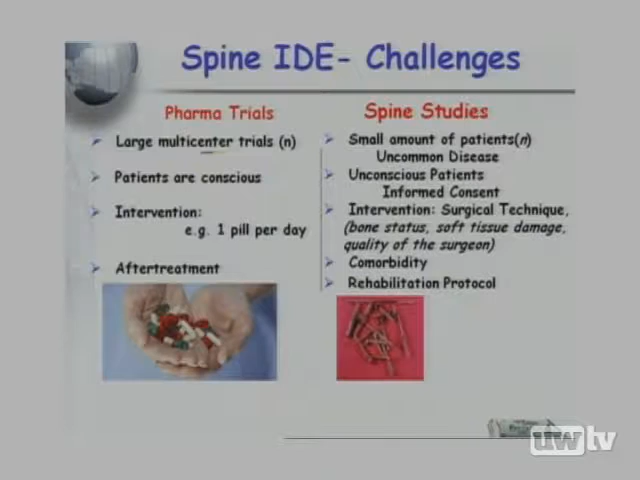 Spine IDE- Challenges
Pharma Trials
Large multicenter trials (n)
Patients are conscious
Intervention:
e.g. 1 pill per day
Aftertreatment
Spine Studies
Small amount of patients(n)
Uncommon Disease
Unconscious Patients
Informed Consent
Intervention: Surgical Technique,
(bone status, soft tissue damage,
quality of the surgeon)
Comorbidity
Rehabilitation Protocol
uwtv